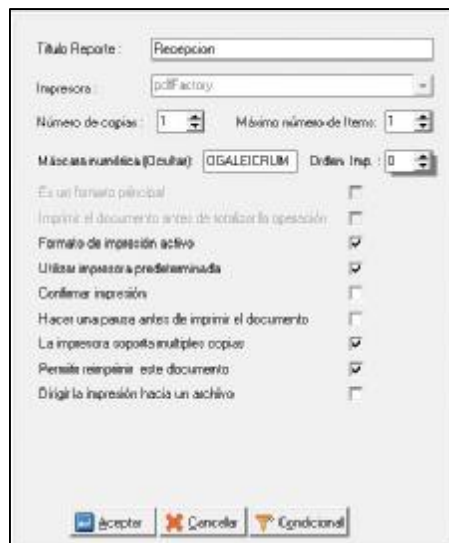 Título Reporte : Recepcion
Impresora : pdfFactory
Número de copias : 1 Máximo número de Items: 1
Máscara numérica (Ocultar): OGALEICRUM Orden Imp. : 0
Es un formato principal
Imprimir el documento antes de totalizar la operación
Formato de impresión activo
Utilizar impresora predeterminada
Confirmar impresión
Hacer una pausa antes de imprimir el documento
La impresora soporta multiples copias
Permite reimprimir este documento
Dirigir la impresión hacia un archivo
Aceptar Cancelar Condicional